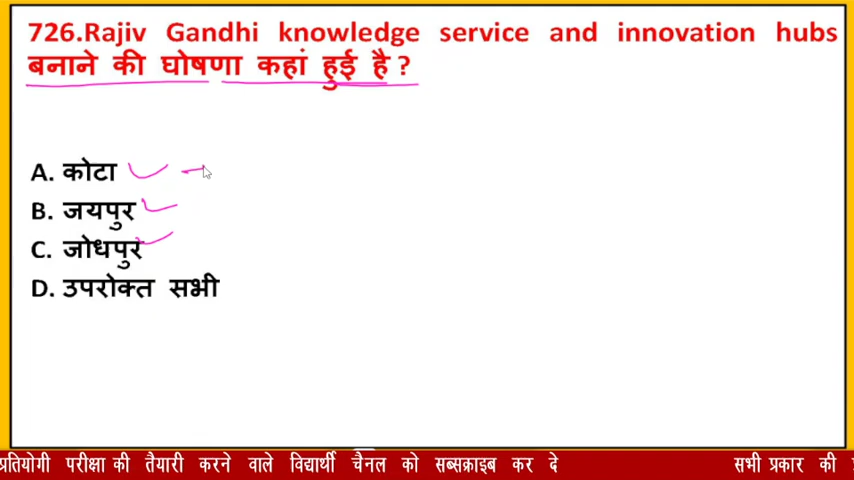 726.Rajiv Gandhi knowledge service and innovation hubs
बनाने की घोषणा कहां हुई है ?
A. कोटा
B. जयपुर
C. जोधपुर
D. उपरोक्त सभी
प्रतियोगी परीक्षा की तैयारी करने वाले विद्यार्थी चैनल को सब्सक्राइब कर दे सभी प्रकार की